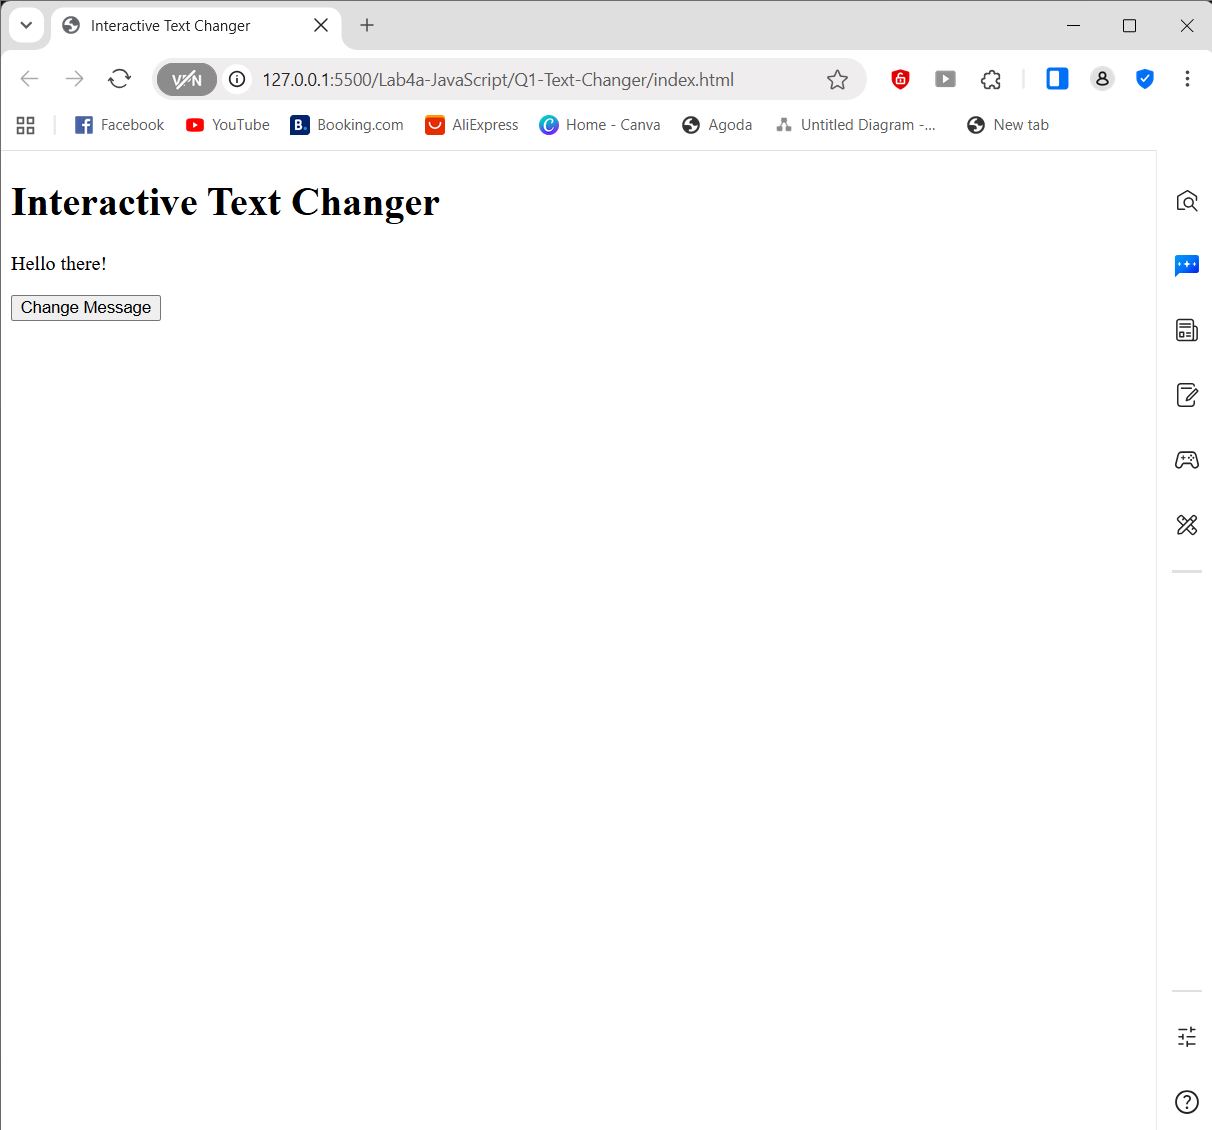 Interactive Text Changer
VPN
127.0.0.1:5500/Lab4a-JavaScript/Q1-Text-Changer/index.html
Facebook YouTube B. Booking.com AliExpress C Home - Canva Agoda Untitled Diagram -... New tab
Interactive Text Changer
Hello there!
Change Message